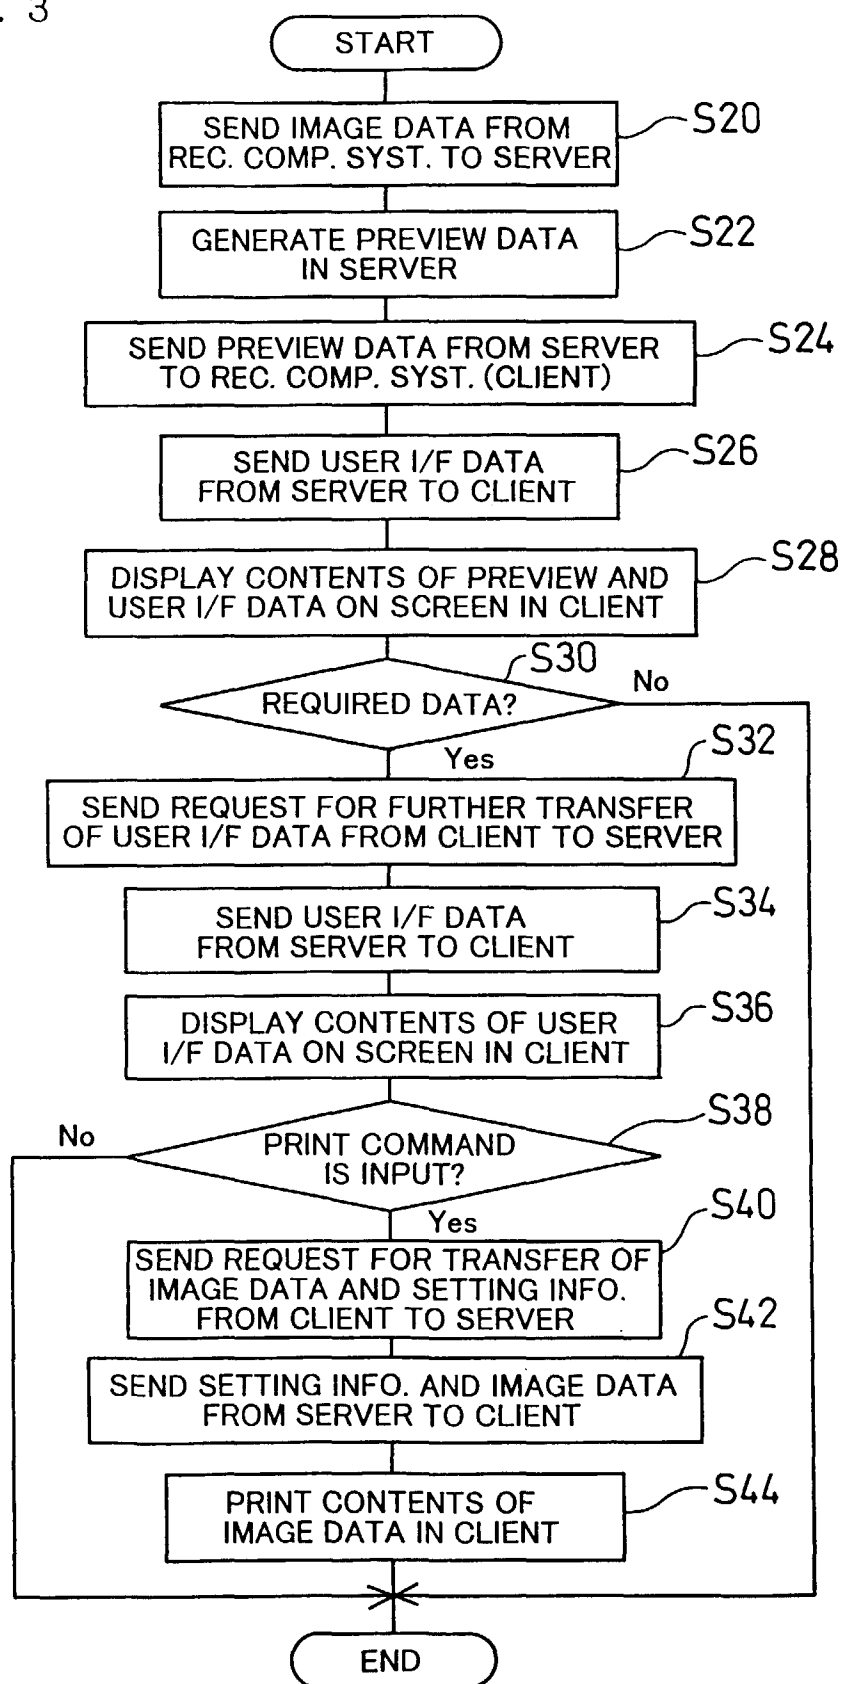 . 3
START
SEND IMAGE DATA FROM
REC. COMP. SYST. TO SERVER
S20
GENERATE PREVIEW DATA
IN SERVER
S22
SEND PREVIEW DATA FROM SERVER
TO REC. COMP. SYST. (CLIENT)
S24
SEND USER I/F DATA
FROM SERVER TO CLIENT
S26
DISPLAY CONTENTS OF PREVIEW AND
USER I/F DATA ON SCREEN IN CLIENT
S28
REQUIRED DATA?
S30
No
Yes
SEND REQUEST FOR FURTHER TRANSFER
OF USER I/F DATA FROM CLIENT TO SERVER
S32
SEND USER I/F DATA
FROM SERVER TO CLIENT
S34
DISPLAY CONTENTS OF USER
I/F DATA ON SCREEN IN CLIENT
S36
PRINT COMMAND
IS INPUT?
S38
No
Yes
SEND REQUEST FOR TRANSFER OF
IMAGE DATA AND SETTING INFO.
FROM CLIENT TO SERVER
S40
SEND SETTING INFO. AND IMAGE DATA
FROM SERVER TO CLIENT
S42
PRINT CONTENTS OF
IMAGE DATA IN CLIENT
S44
END